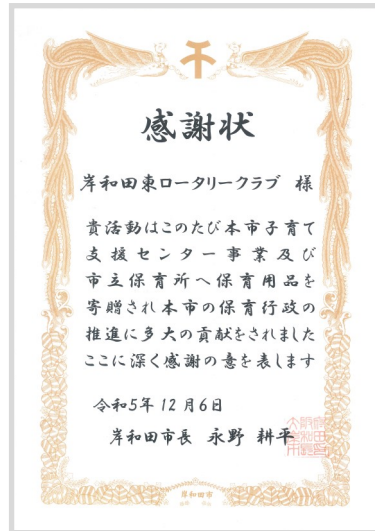 感謝状
岸和田東ロータリークラブ 様
貴活動はこのたび本市子育て
支援センター事業及び
市立保育所へ保育用品を
寄贈され本市の保育行政の
推進に多大の貢献をされました
ここに深く感謝の意を表します
令和5年12月6日
岸和田市長 永野 耕平
岸和田市